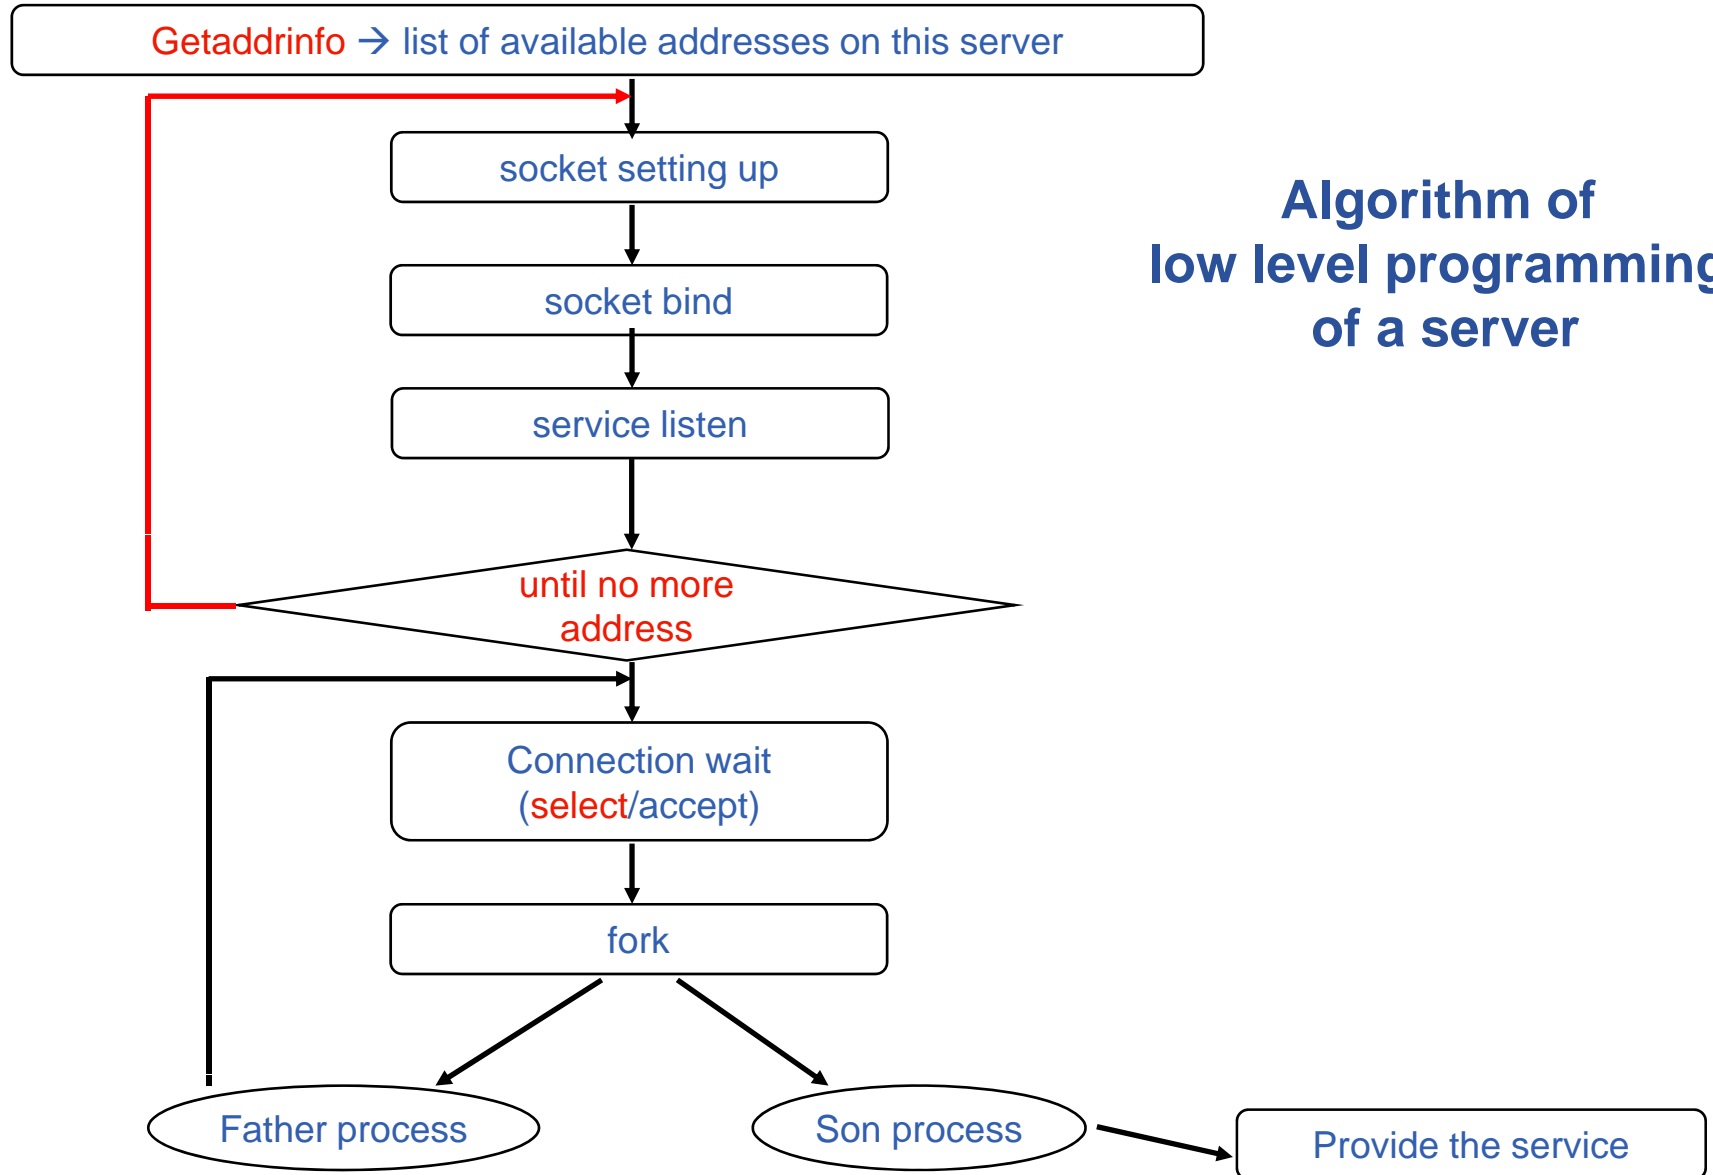 Getaddrinfo → list of available addresses on this server
socket setting up
Algorithm of
low level programming
of a server
socket bind
service listen
until no more
address
Connection wait
(select/accept)
fork
Father process
Son process
Provide the service